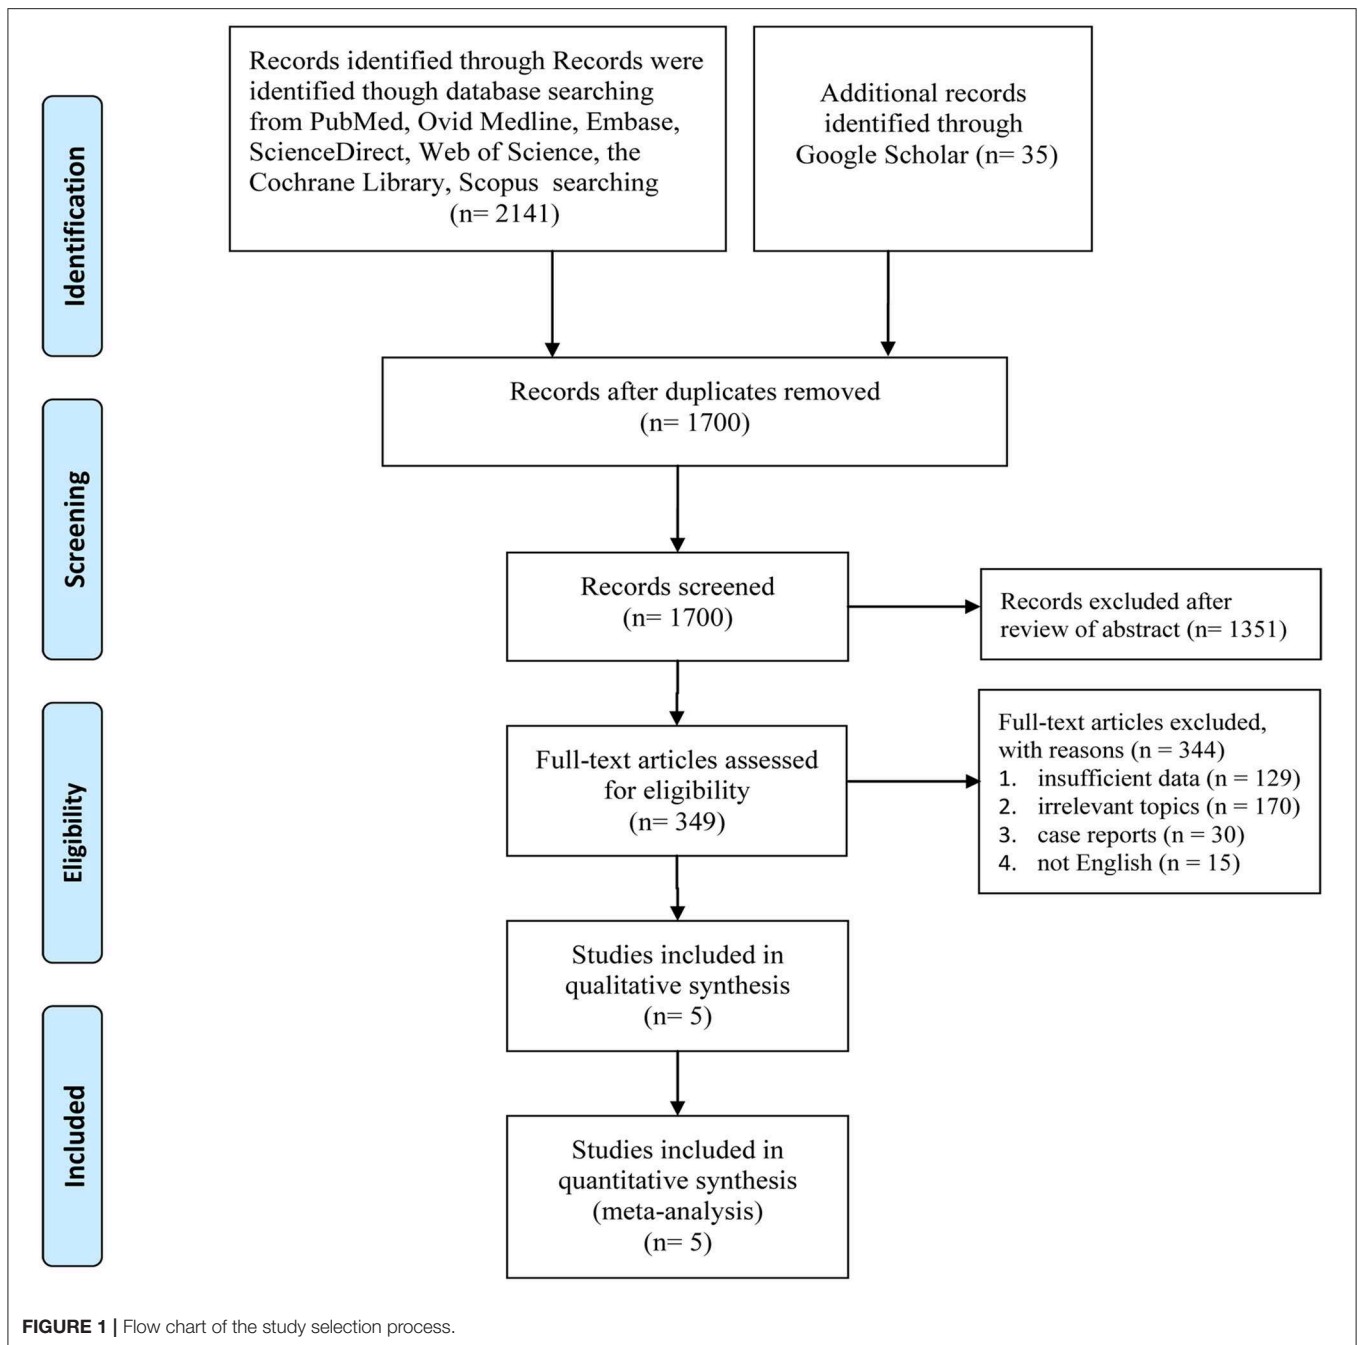 Identification
Records identified through Records were
identified though database searching
from PubMed, Ovid Medline, Embase,
ScienceDirect, Web of Science, the
Cochrane Library, Scopus searching
(n= 2141)
Additional records
identified through
Google Scholar (n= 35)
Records after duplicates removed
(n= 1700)
Screening
Records screened
(n= 1700)
Records excluded after
review of abstract (n= 1351)
Eligibility
Full-text articles assessed
for eligibility
(n= 349)
Full-text articles excluded,
with reasons (n = 344)
1. insufficient data (n = 129)
2. irrelevant topics (n = 170)
3. case reports (n = 30)
4. not English (n = 15)
Studies included in
qualitative synthesis
(n= 5)
Included
Studies included in
quantitative synthesis
(meta-analysis)
(n= 5)
FIGURE 1 | Flow chart of the study selection process.